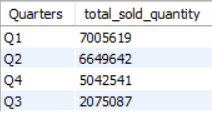 Quarters total_sold_quantity
Q1 7005619
Q2 6649642
Q4 5042541
Q3 2075087